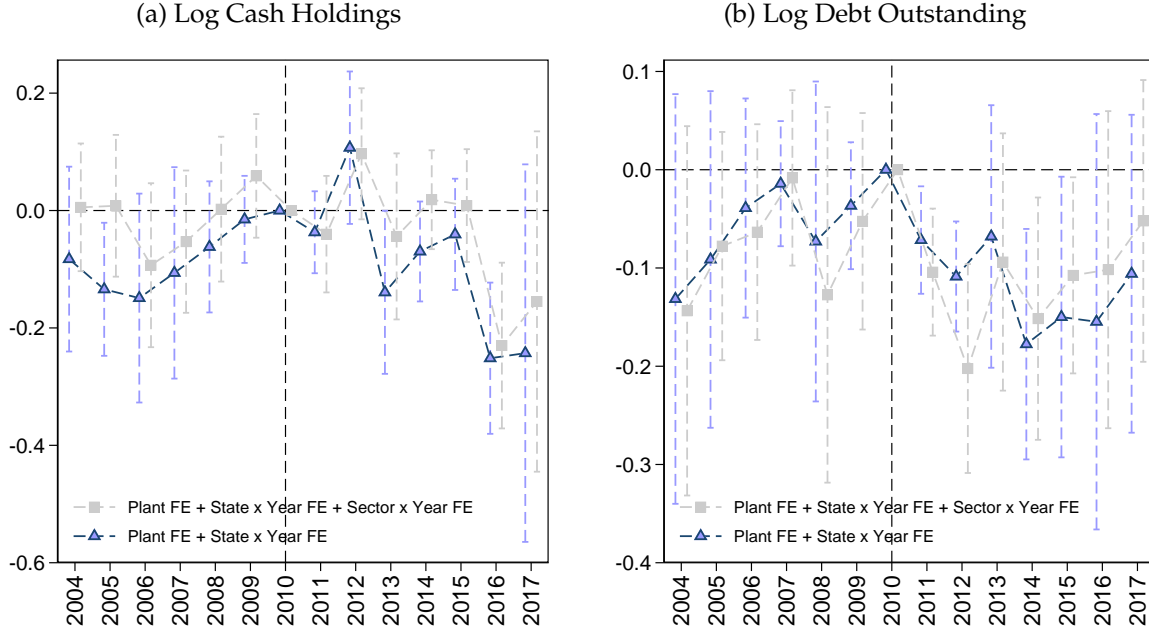 (a) Log Cash Holdings
0.2
0.0
-0.2
-0.4
-0.6
Plant FE + State x Year FE + Sector x Year FE
Plant FE + State x Year FE
2004 2005 2006 2007 2008 2009 2010 2011 2012 2013 2014 2015 2016 2017
(b) Log Debt Outstanding
0.1
0.0
-0.1
-0.2
-0.3
-0.4
Plant FE + State x Year FE + Sector x Year FE
Plant FE + State x Year FE
2004 2005 2006 2007 2008 2009 2010 2011 2012 2013 2014 2015 2016 2017